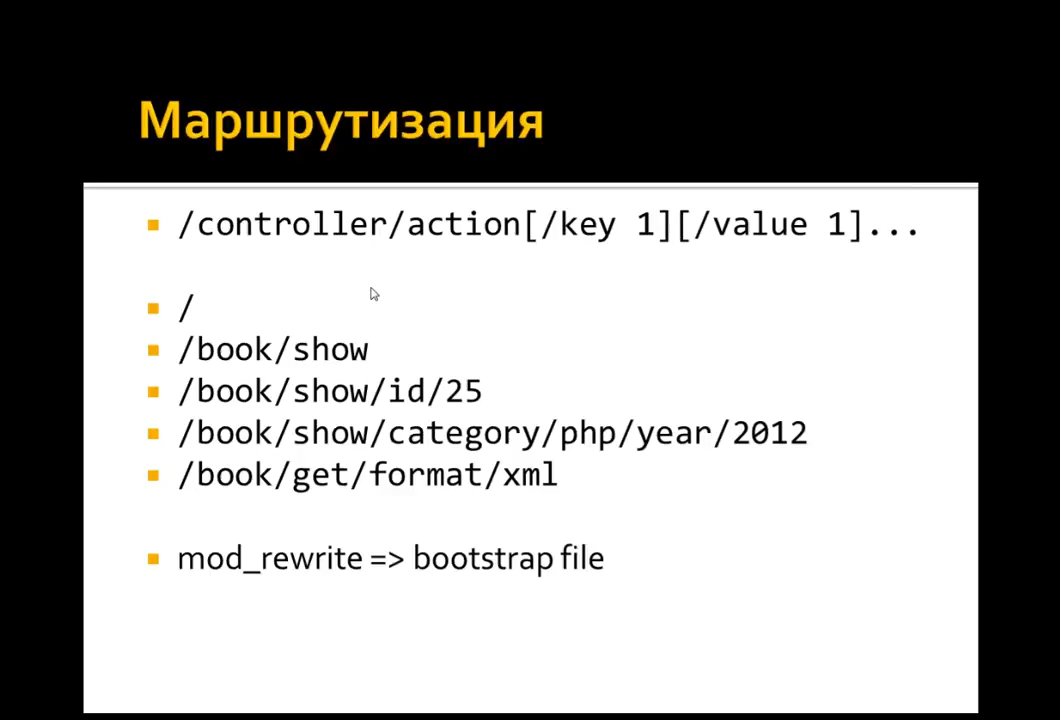 Маршрутизация
/controller/action[/key 1][/value 1]...
/
/book/show
/book/show/id/25
/book/show/category/php/year/2012
/book/get/format/xml
mod_rewrite => bootstrap file